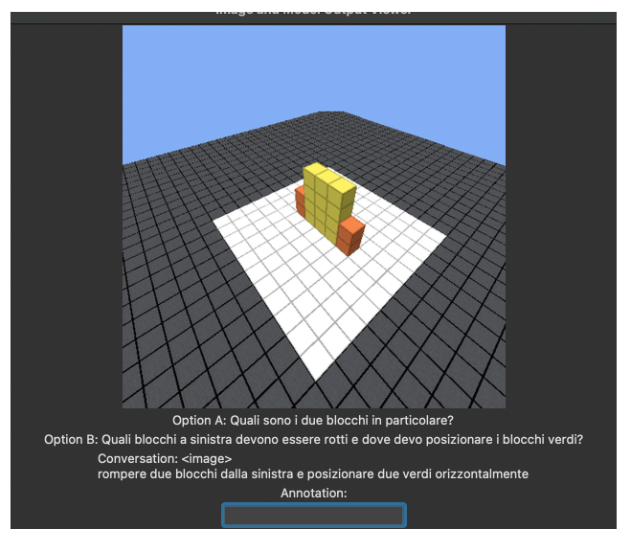 Image and Model Output Viewer
Option A: Quali sono i due blocchi in particolare?
Option B: Quali blocchi a sinistra devono essere rotti e dove devo posizionare i blocchi verdi?
Conversation: <image>
rompere due blocchi dalla sinistra e posizionare due verdi orizzontalmente
Annotation: